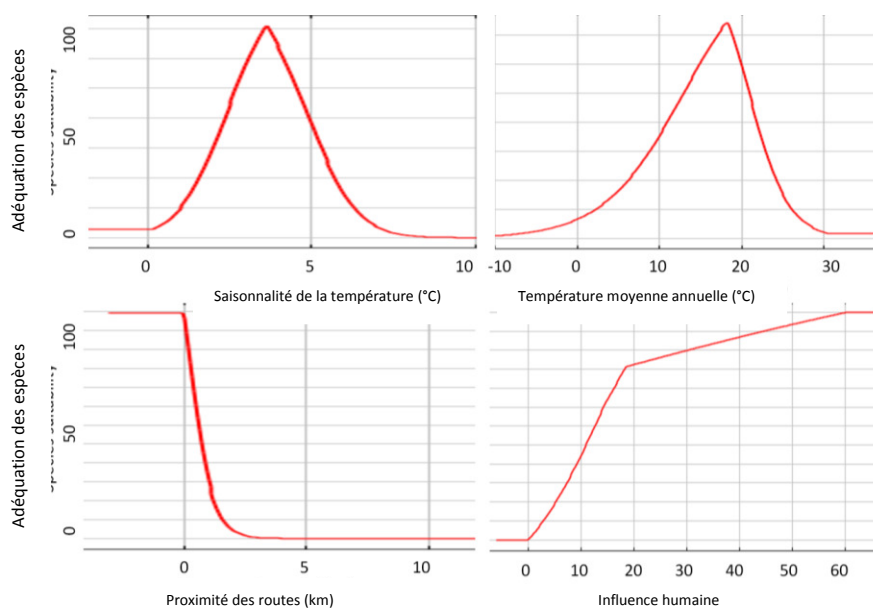 Adéquation des espèces
100
50
0
0 5 10
Saisonnalité de la température (°C)
-10 0 10 20 30
Température moyenne annuelle (°C)
Adéquation des espèces
100
50
0
0 5 10
Proximité des routes (km)
0 10 20 30 40 50 60
Influence humaine